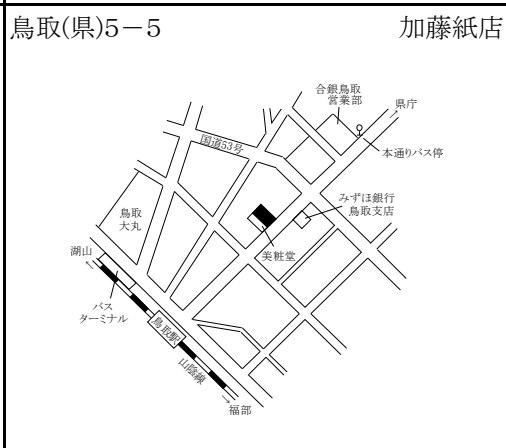 鳥取(県)5－5
加藤紙店
合銀鳥取
営業部
県庁
国道53号
本通りバス停
みずほ銀行
鳥取支店
鳥取
大丸
湖山
美粧堂
バス
ターミナル
鳥取駅
山陰線
福部